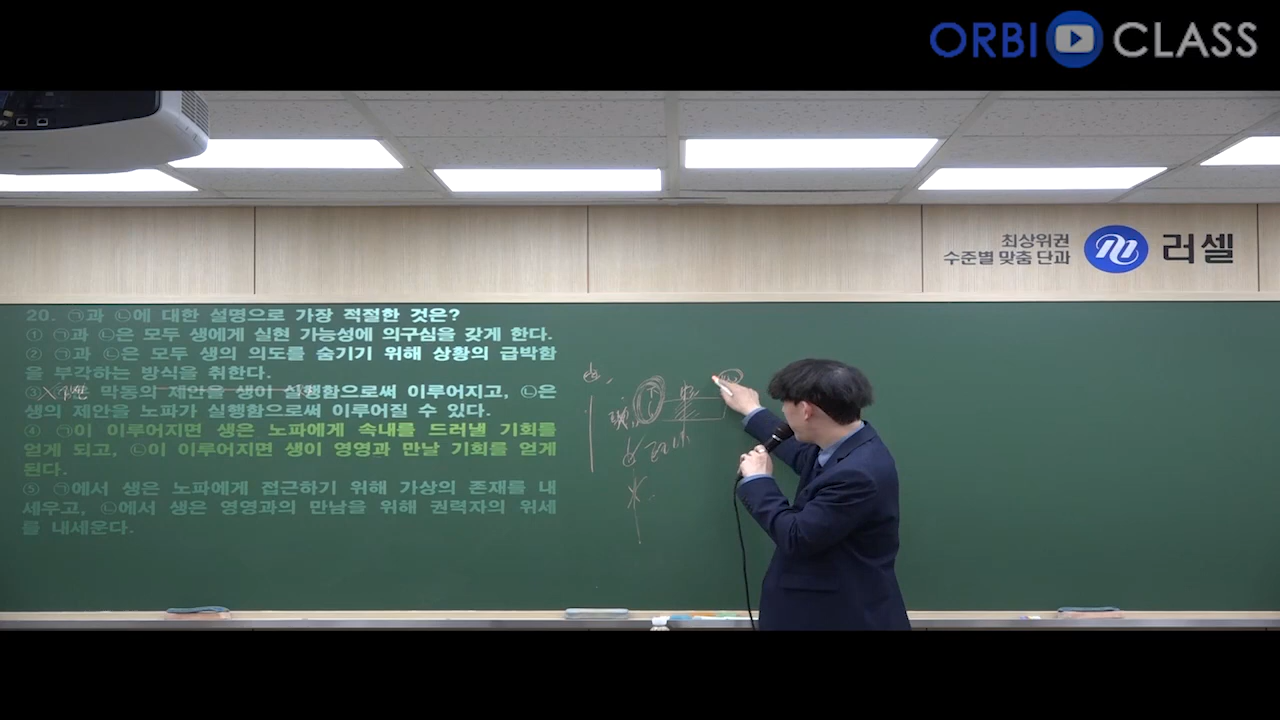 ORBI CLASS
최상위권
수준별 맞춤 단과
러셀
20. ㉠과 ㉡에 대한 설명으로 가장 적절한 것은?
① ㉠과 ㉡은 모두 생에게 실현 가능성에 의구심을 갖게 한다.
② ㉠과 ㉡은 모두 생의 의도를 숨기기 위해 상황의 급박함
을 부각하는 방식을 취한다.
③ 막동의 제안을 생이 실행함으로써 이루어지고, ㉡은
생의 제안을 노파가 실행함으로써 이루어질 수 있다.
④ ㉠이 이루어지면 생은 노파에게 속내를 드러낼 기회를
얻게 되고, ㉡이 이루어지면 생이 영영과 만날 기회를 얻게
된다.
⑤ ㉠에서 생은 노파에게 접근하기 위해 가상의 존재를 내
세우고, ㉡에서 생은 영영과의 만남을 위해 권력자의 위세
를 내세운다.